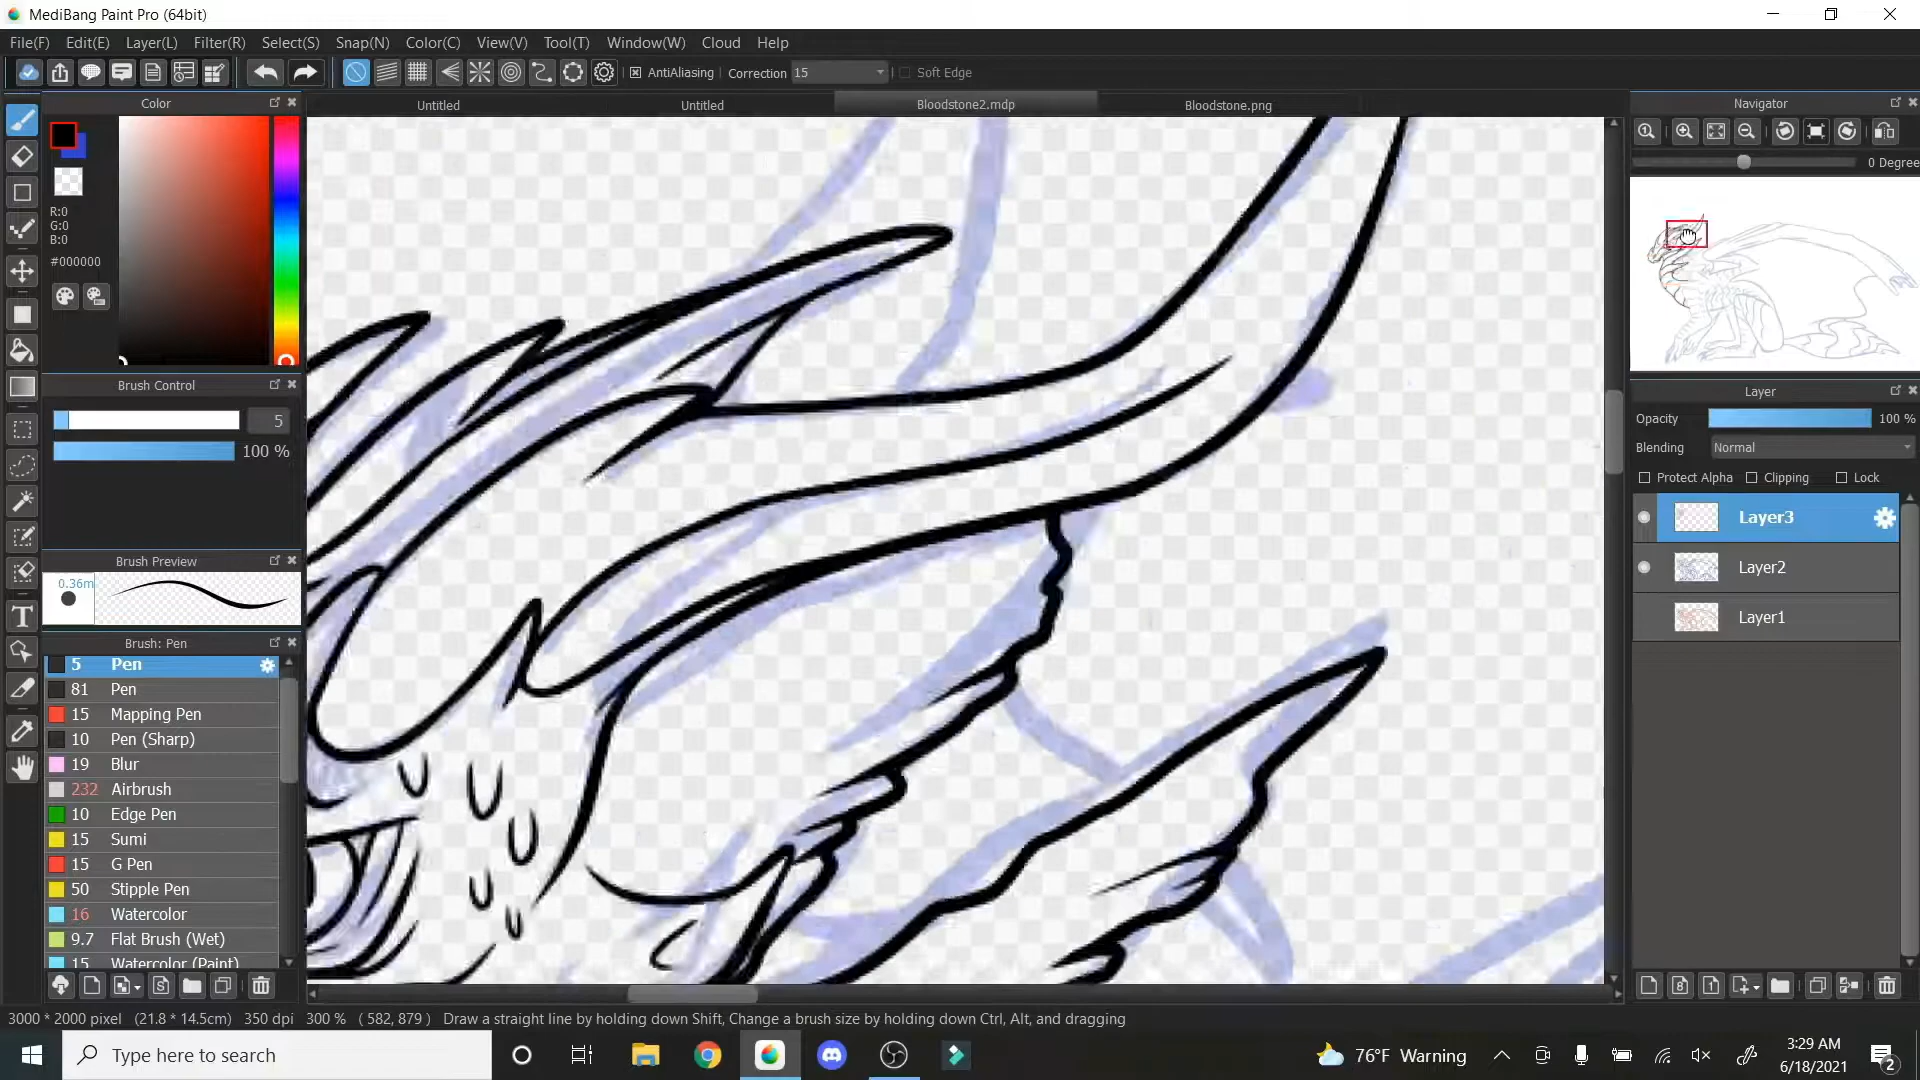 MediBang Paint Pro (64bit)
File(F) Edit(E) Layer(L) Filter(R) Select(S) Snap(N) Color(C) View(V) Tool(T) Window(W) Cloud Help
AntiAliasing Correction 15 Soft Edge
Color
Untitled Untitled Bloodstone2.mdp Bloodstone.png
Navigator
0 Degree
R:0
G:0
B:0
#000000
Brush Control
5
100 %
Brush Preview
0.36m
Brush: Pen
5 Pen
81 Pen
15 Mapping Pen
10 Pen (Sharp)
19 Blur
232 Airbrush
10 Edge Pen
15 Sumi
15 G Pen
50 Stipple Pen
16 Watercolor
9.7 Flat Brush (Wet)
15 Watercolor (Paint)
Layer
Opacity 100 %
Blending Normal
Protect Alpha Clipping Lock
Layer3
Layer2
Layer1
3000 * 2000 pixel (21.8 * 14.5cm) 350 dpi 300 % ( 582, 879 ) Draw a straight line by holding down Shift, Change a brush size by holding down Ctrl, Alt, and dragging
Type here to search
76°F Warning
3:29 AM
6/18/2021
2